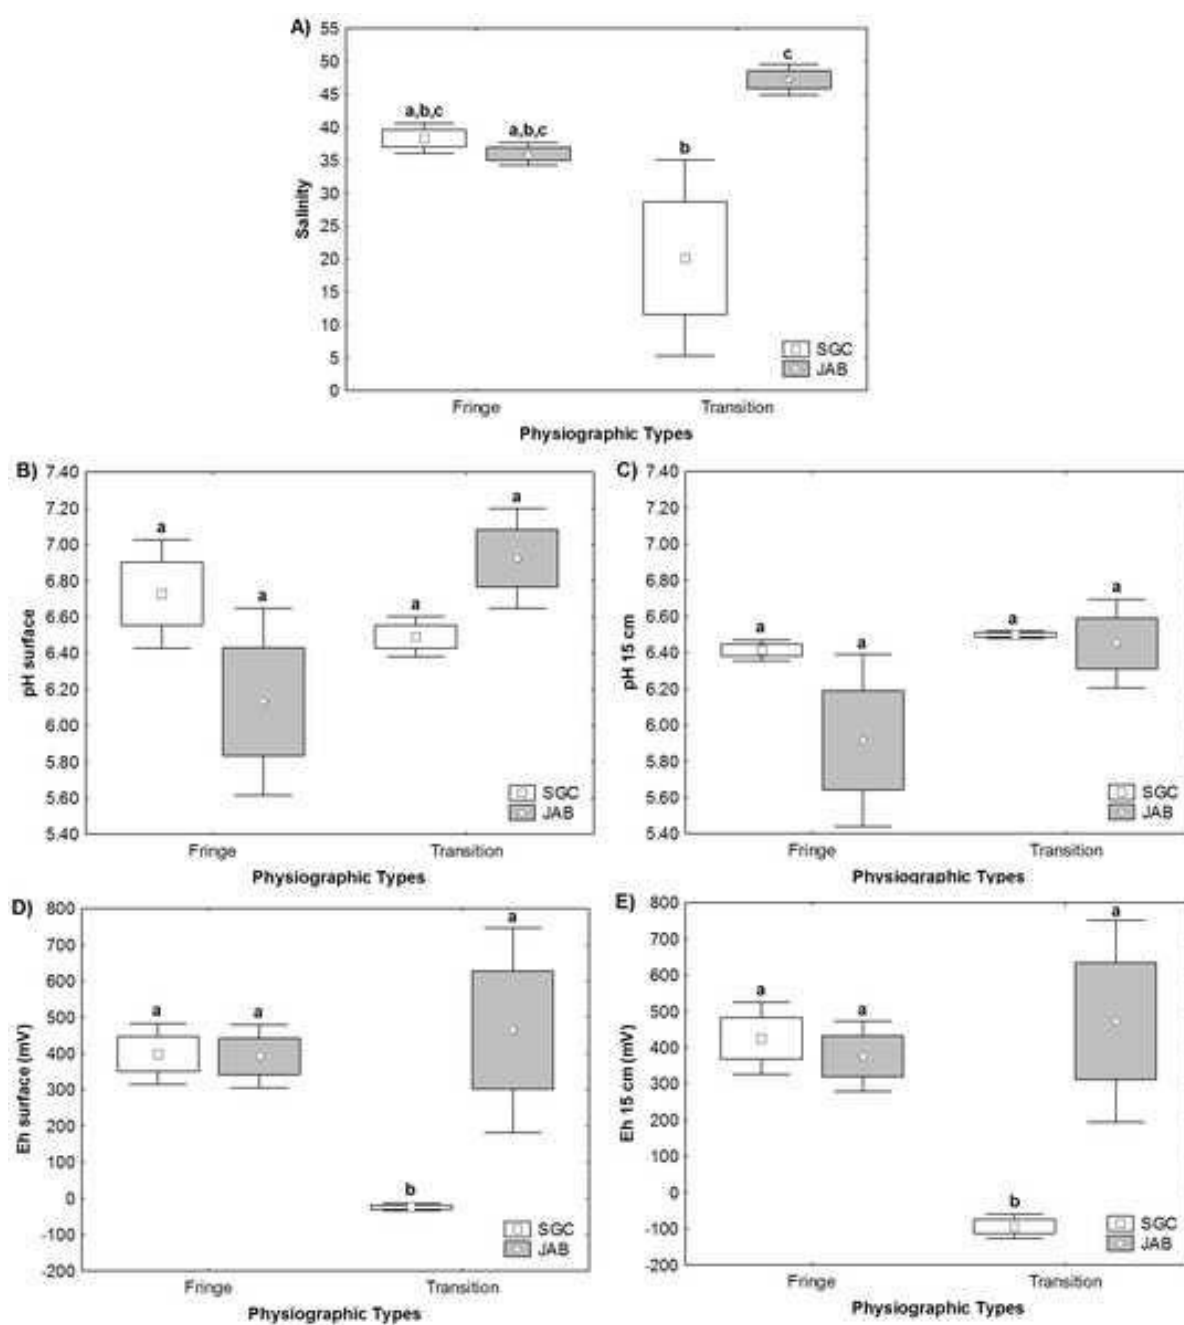 A)
55
50
45
40
35
30
25
20
15
10
5
0
Salinity
a,b,c
a,b,c
b
c
SGC
JAB
Fringe
Transition
Physiographic Types
B)
7.40
7.20
7.00
6.80
6.60
6.40
6.20
6.00
5.80
5.60
5.40
pH surface
a
a
a
a
SGC
JAB
Fringe
Transition
Physiographic Types
C)
7.40
7.20
7.00
6.80
6.60
6.40
6.20
6.00
5.80
5.60
5.40
pH 15 cm
a
a
a
a
SGC
JAB
Fringe
Transition
Physiographic Types
D)
800
700
600
500
400
300
200
100
0
-100
-200
Eh surface (mV)
a
a
b
a
SGC
JAB
Fringe
Transition
Physiographic Types
E)
800
700
600
500
400
300
200
100
0
-100
-200
Eh 15 cm (mV)
a
a
b
a
SGC
JAB
Fringe
Transition
Physiographic Types